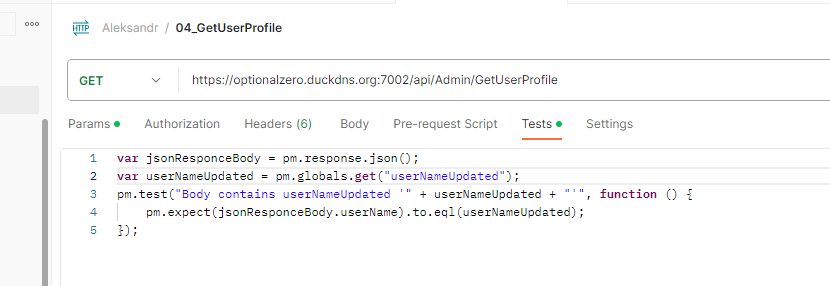 ooo
HTTP Aleksandr / 04_GetUserProfile
GET https://optionalzero.duckdns.org:7002/api/Admin/GetUserProfile
Params Authorization Headers (6) Body Pre-request Script Tests Settings
1 var jsonResponceBody = pm.response.json();
2 var userNameUpdated = pm.globals.get("userNameUpdated");
3 pm.test("Body contains userNameUpdated '" + userNameUpdated + "'", function () {
4 pm.expect(jsonResponceBody.userName).to.eql(userNameUpdated);
5 });